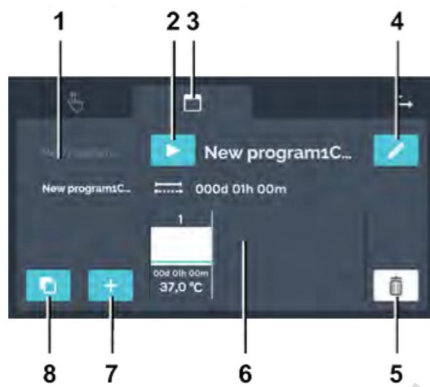 1 2 3 4
New program1C...
New program1C... 000d 01h 00m
1
00d 01h 00m
37,0 °C
8 7 6 5